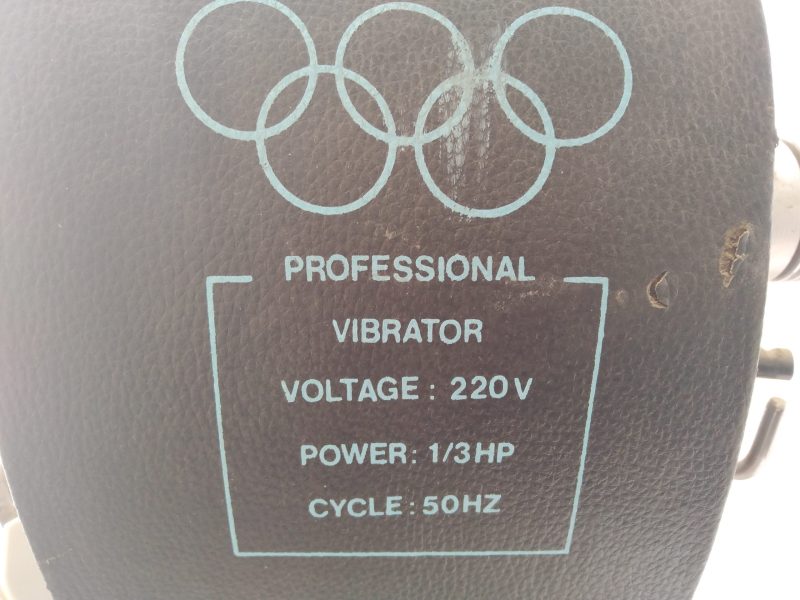 PROFESSIONAL
VIBRATOR
VOLTAGE: 220V
POWER: 1/3HP
CYCLE: 50HZ